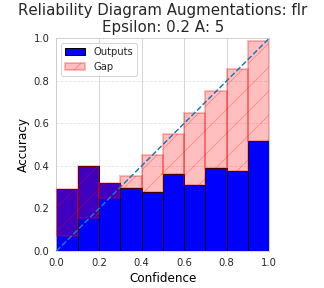 Reliability Diagram Augmentations: flr
Epsilon: 0.2 A: 5
1.0
0.8
0.6
0.4
0.2
0.0
Accuracy
Outputs
Gap
0.0 0.2 0.4 0.6 0.8 1.0
Confidence